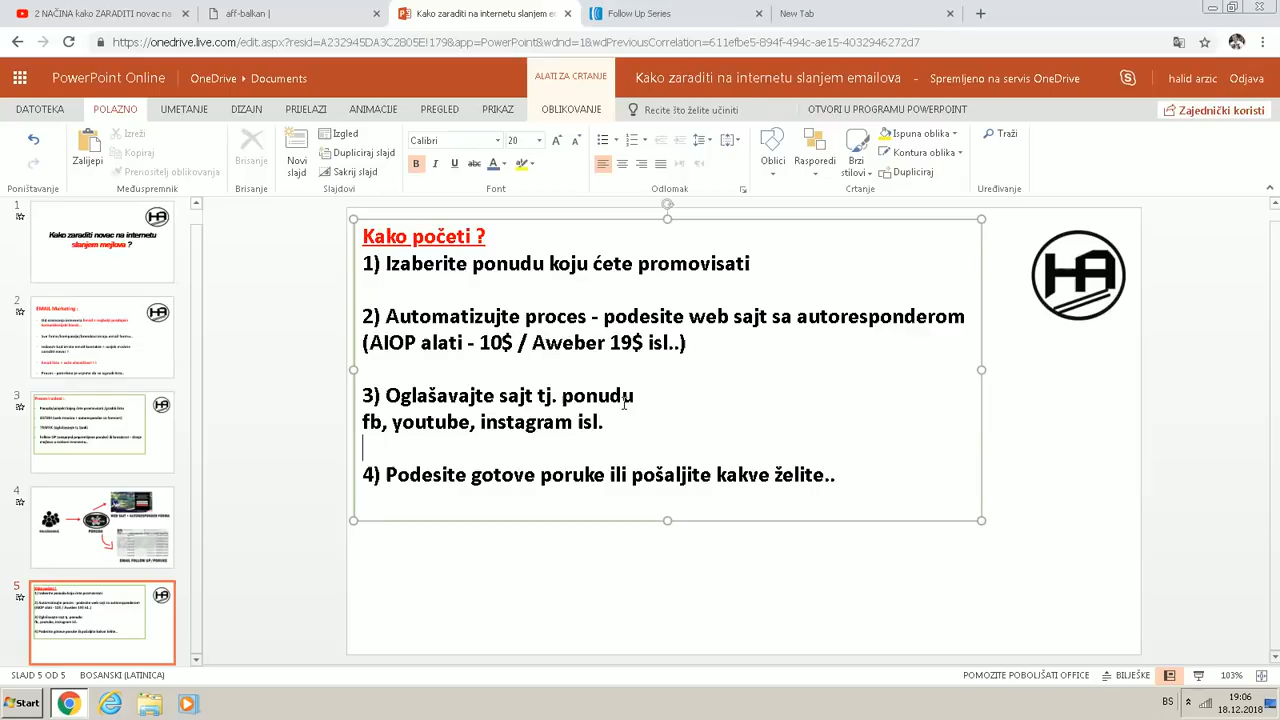 2 NAČINA kako ZARADITI novac na
aff-balkan |
Kako zaraditi na internetu slanjem e
Follow Up Series
New Tab
https://onedrive.live.com/edit.aspx?resid=A232945DA3C2805E!179&app=PowerPoint&wdnd=1&wdPreviousCorrelation=611efbe5-894f-494c-ae15-4032946272d7
PowerPoint Online
OneDrive ▸ Documents
ALATI ZA CRTANJE
Kako zaraditi na internetu slanjem emailova - Spremljeno na servis OneDrive
halid arzic
Odjava
DATOTEKA
POLAZNO
UMETANJE
DIZAJN
PRIJELAZI
ANIMACIJE
PREGLED
PRIKAZ
OBLIKOVANJE
Recite što želite učiniti
OTVORI U PROGRAMU POWERPOINT
Zajednički koristi
Zalijepi
Izreži
Kopiraj
Prenositelj oblikovanja
Brisanje
Novi slajd
Izgled
Dupliciraj slajd
Sakrij slajd
Calibri
20
Oblici
Rasporedi
Brzi stilovi
Ispuna oblika
Kontura oblika
Dupliciraj
Traži
Poništavanje
Međuspremnik
Brisanje
Slajdovi
Font
Odlomak
Crtanje
Uređivanje
1
Kako zaraditi novac na internetu
slanjem mejlova ?
2
EMAIL Marketing :
3
4
5
Kako početi ?
1) Izaberite ponudu koju ćete promovisati
2) Automatizujte proces - podesite web sajt sa autoresponderom
(AIOP alati - 10$ / Aweber 19$ isl..)
3) Oglašavajte sajt tj. ponudu
fb, youtube, instagram isl.
4) Podesite gotove poruke ili pošaljite kakve želite..
HA
SLAJD 5 OD 5
BOSANSKI (LATINICA)
POMOZITE POBOLJŠATI OFFICE
BILJEŠKE
103%
Start
BS
19:06
18.12.2018